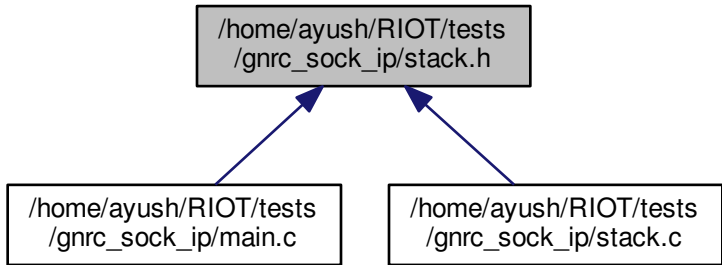 /home/ayush/RIOT/tests
/gnrc_sock_ip/stack.h
/home/ayush/RIOT/tests
/gnrc_sock_ip/main.c
/home/ayush/RIOT/tests
/gnrc_sock_ip/stack.c